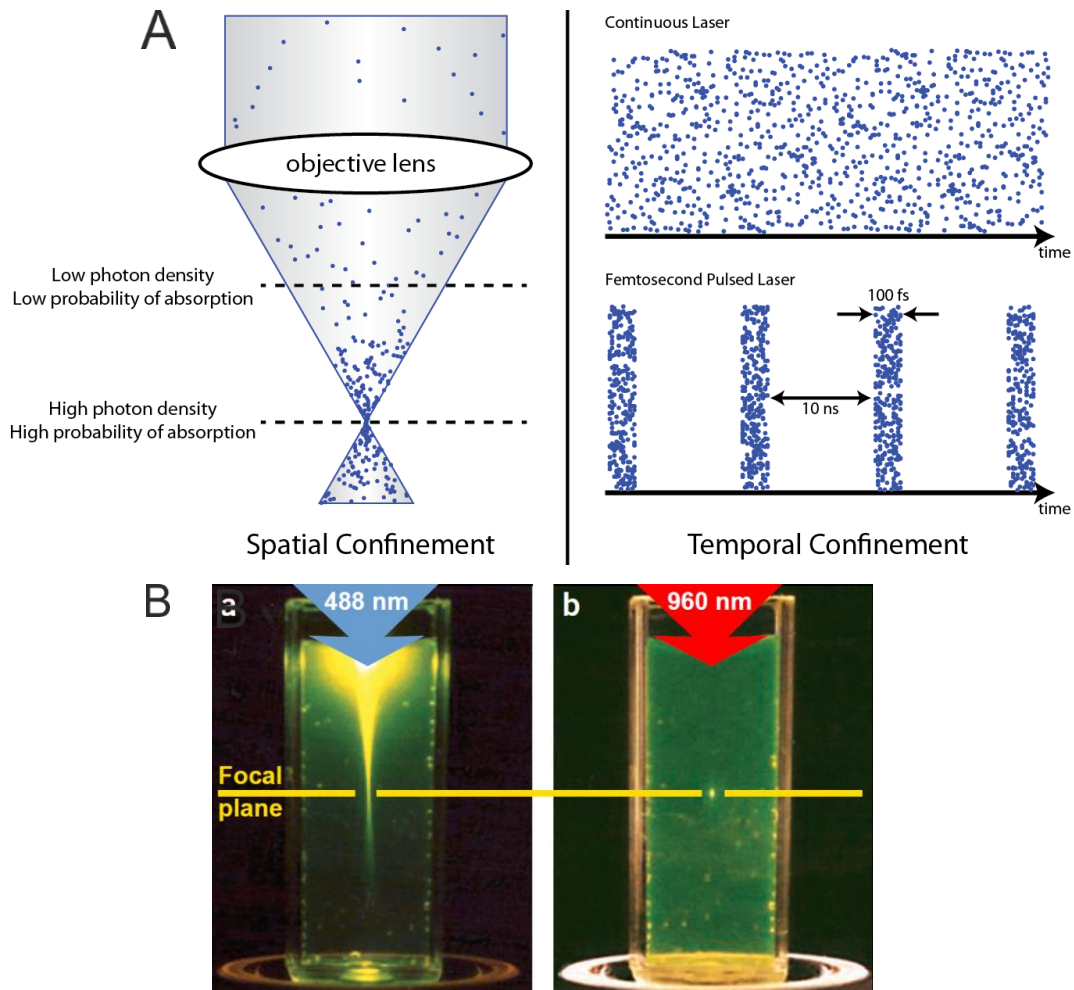 A
Continuous Laser
objective lens
time
Low photon density
Low probability of absorption
Femtosecond Pulsed Laser
100 fs
High photon density
High probability of absorption
10 ns
time
Spatial Confinement
Temporal Confinement
B
B
a
488 nm
b
960 nm
Focal
plane